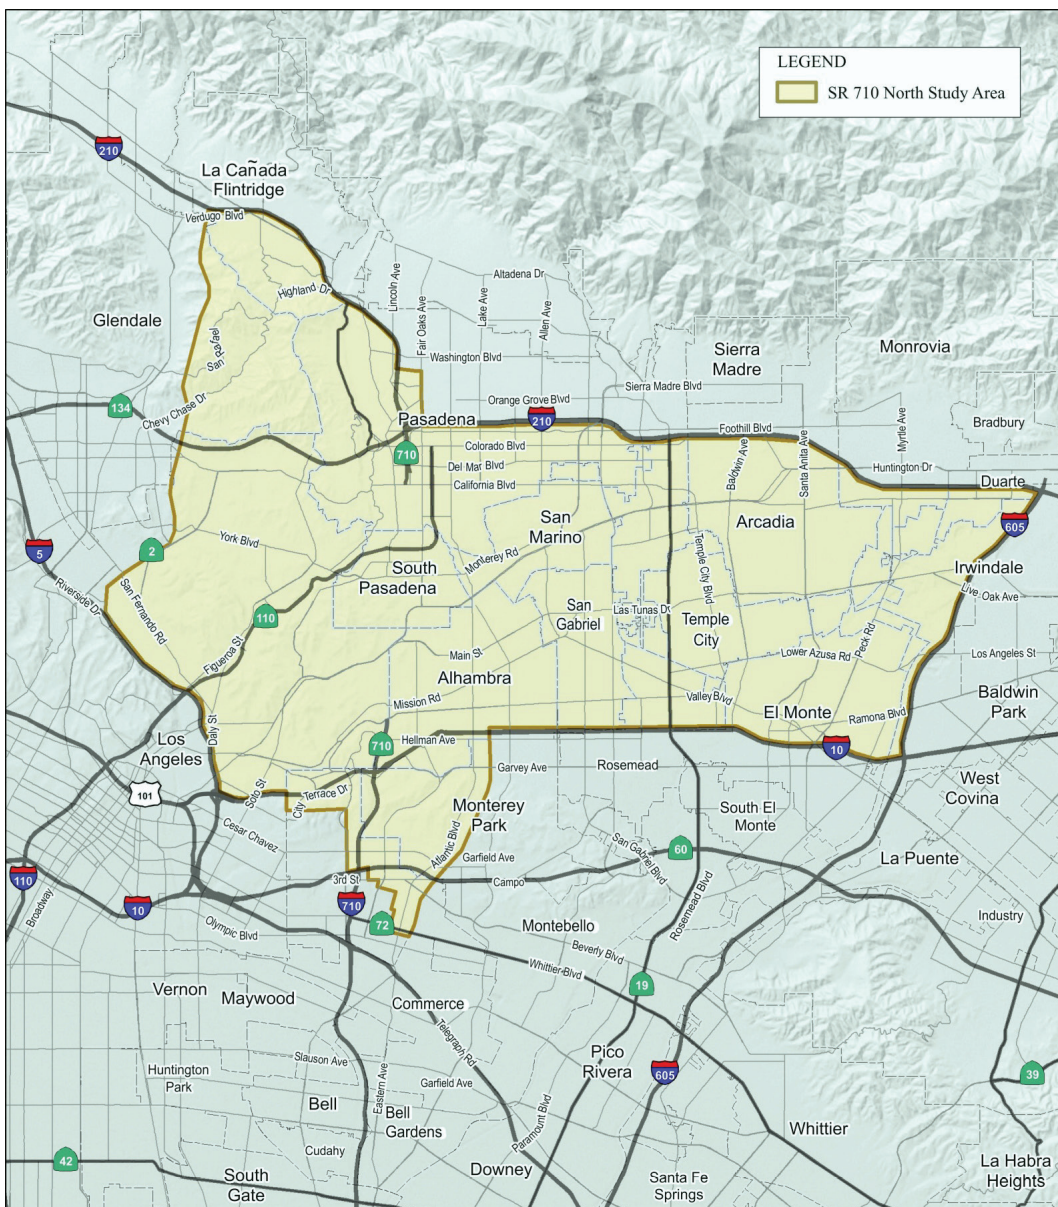 LEGEND
SR 710 North Study Area
210
La Cañada
Flintridge
Verdugo Blvd
Altadena Dr
Lincoln Ave
Fair Oaks Ave
Lake Ave
Allen Ave
Highland Dr
Glendale
San Rafael
Washington Blvd
Sierra
Madre
Monrovia
Sierra Madre Blvd
134
Chevy Chase Dr
Orange Grove Blvd
Pasadena
210
Foothill Blvd
Myrtle Ave
Bradbury
710
Colorado Blvd
Baldwin Ave
Santa Anita Ave
Del Mar Blvd
Huntington Dr
California Blvd
Duarte
San
Marino
Arcadia
605
5
2
York Blvd
Monterey Rd
South
Pasadena
Temple City Blvd
Irwindale
Riverside Dr
San Fernando Rd
Live Oak Ave
110
San
Gabriel
Las Tunas Dr
Temple
City
Peck Rd
Figueroa St
Main St
Lower Azusa Rd
Los Angeles St
Alhambra
Mission Rd
Valley Blvd
Baldwin
Park
El Monte
Ramona Blvd
Daly St
Los
Angeles
710
Hellman Ave
10
Garvey Ave
Rosemead
101
Soto St
City Terrace Dr
West
Covina
Monterey
Park
South El
Monte
Cesar Chavez
Atlantic Blvd
San Gabriel Blvd
60
Garfield Ave
La Puente
110
3rd St
Campo
Rosemead Blvd
Broadway
10
710
72
Olympic Blvd
Montebello
Industry
Beverly Blvd
Whittier Blvd
Vernon
Maywood
Commerce
19
Telegraph Rd
Slauson Ave
Pico
Rivera
605
39
Huntington
Park
Eastern Ave
Garfield Ave
Bell
Bell
Gardens
Paramount Blvd
Whittier
Cudahy
42
South
Gate
Downey
Santa Fe
Springs
La Habra
Heights